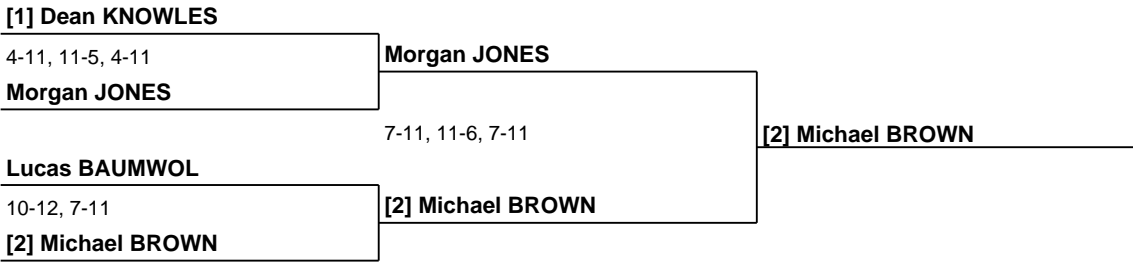 [1] Dean KNOWLES
4-11, 11-5, 4-11
Morgan JONES
Morgan JONES
7-11, 11-6, 7-11
[2] Michael BROWN
Lucas BAUMWOL
10-12, 7-11
[2] Michael BROWN
[2] Michael BROWN